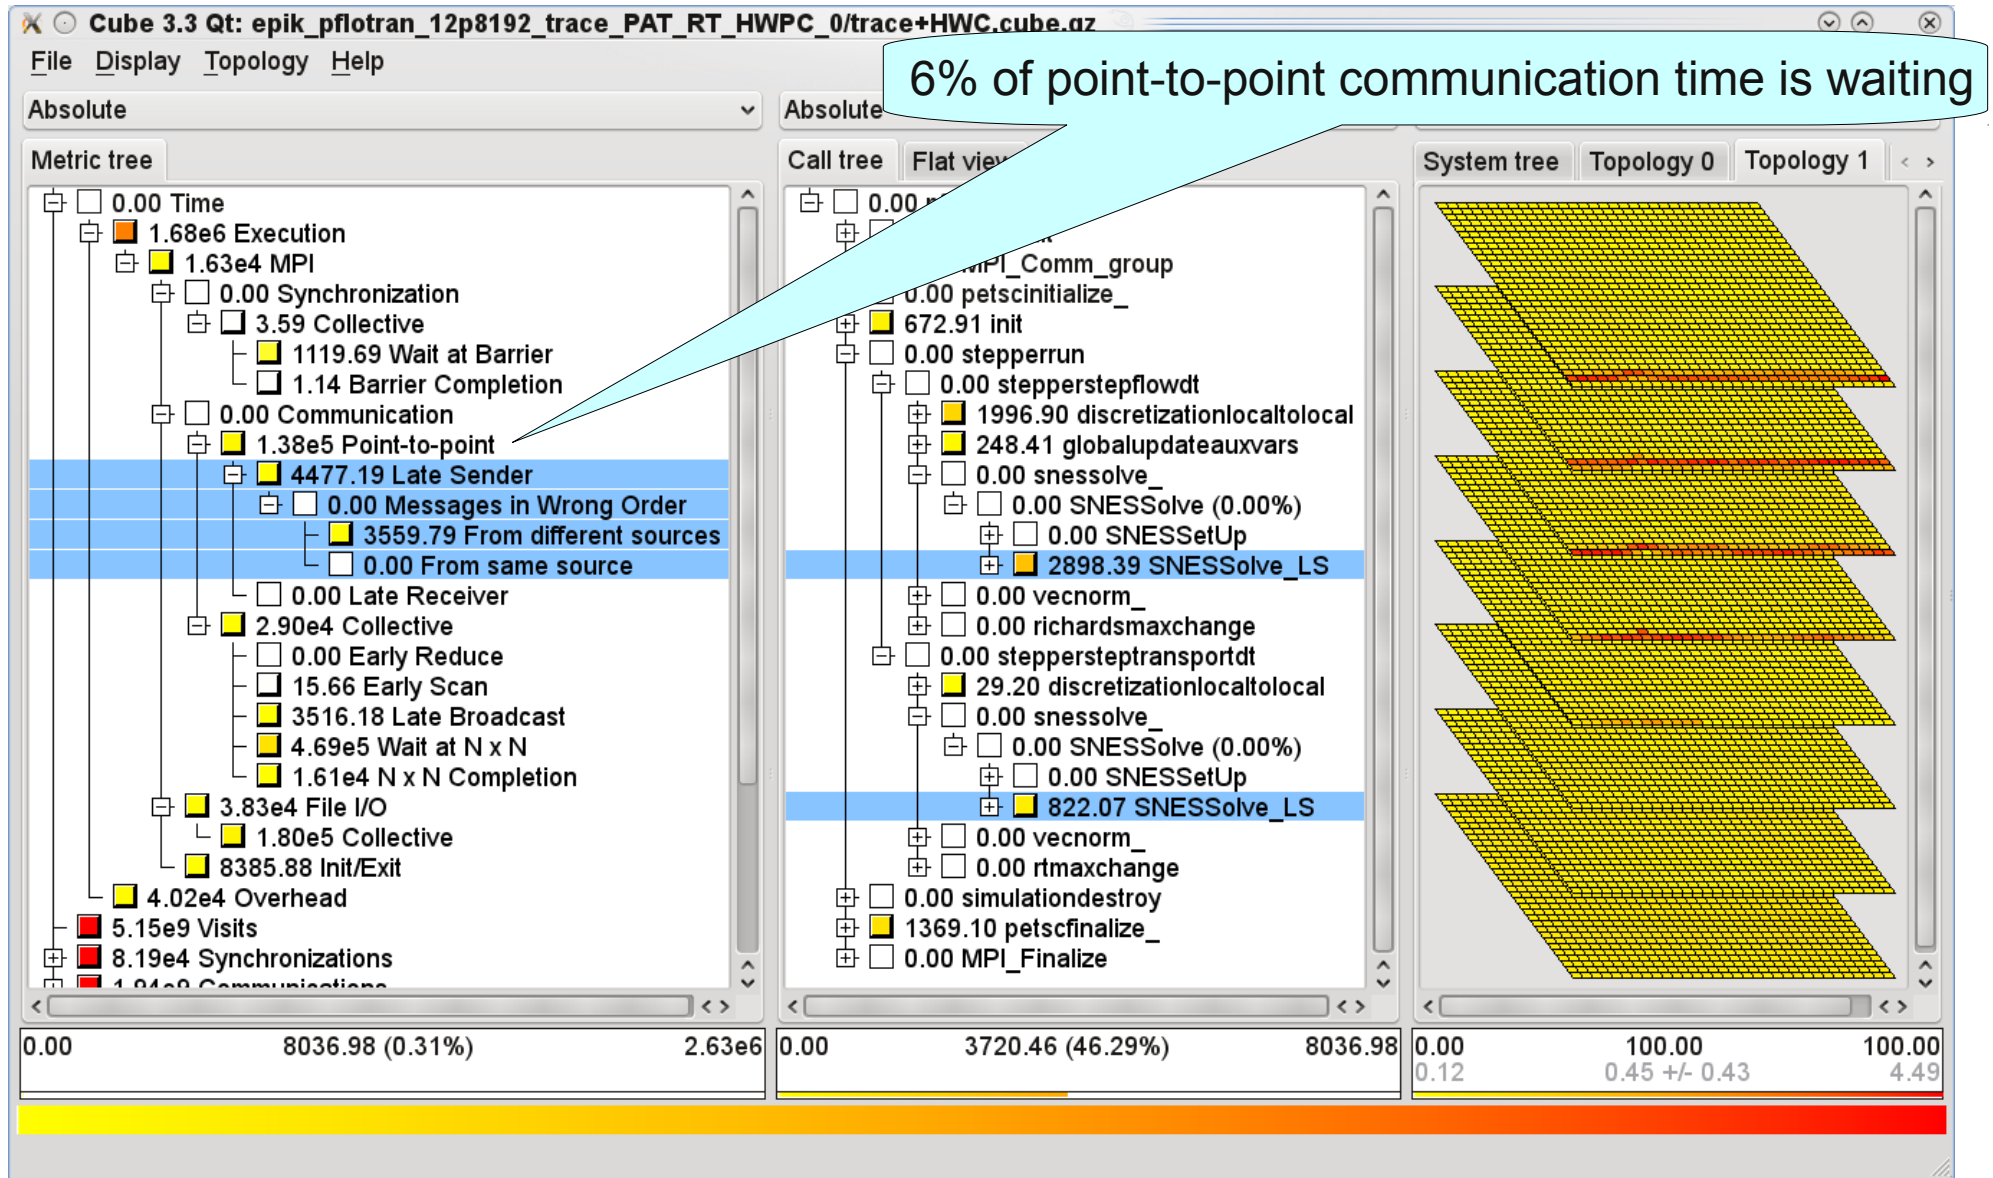 Cube 3.3 Qt: epik_pflotran_12p8192_trace_PAT_RT_HWPC_0/trace+HWC.cube.gz
File Display Topology Help
6% of point-to-point communication time is waiting
Absolute
Absolute
Metric tree
Call tree
Flat view
System tree
Topology 0
Topology 1
0.00 Time
1.68e6 Execution
1.63e4 MPI
0.00 Synchronization
3.59 Collective
1119.69 Wait at Barrier
1.14 Barrier Completion
0.00 Communication
1.38e5 Point-to-point
4477.19 Late Sender
0.00 Messages in Wrong Order
3559.79 From different sources
0.00 From same source
0.00 Late Receiver
2.90e4 Collective
0.00 Early Reduce
15.66 Early Scan
3516.18 Late Broadcast
4.69e5 Wait at N x N
1.61e4 N x N Completion
3.83e4 File I/O
1.80e5 Collective
8385.88 Init/Exit
4.02e4 Overhead
5.15e9 Visits
8.19e4 Synchronizations
1.94e9 Communications
0.00
MPI_Comm_group
0.00 petscinitialize_
672.91 init
0.00 stepperrun
0.00 stepperstepflowdt
1996.90 discretizationlocaltolocal
248.41 globalupdateauxvars
0.00 snessolve_
0.00 SNESSolve (0.00%)
0.00 SNESSetUp
2898.39 SNESSolve_LS
0.00 vecnorm_
0.00 richardsmaxchange
0.00 steppersteptransportdt
29.20 discretizationlocaltolocal
0.00 snessolve_
0.00 SNESSolve (0.00%)
0.00 SNESSetUp
822.07 SNESSolve_LS
0.00 vecnorm_
0.00 rtmaxchange
0.00 simulationdestroy
1369.10 petscfinalize_
0.00 MPI_Finalize
0.00 8036.98 (0.31%) 2.63e6
0.00 3720.46 (46.29%) 8036.98
0.00 100.00 100.00
0.12 0.45 +/- 0.43 4.49